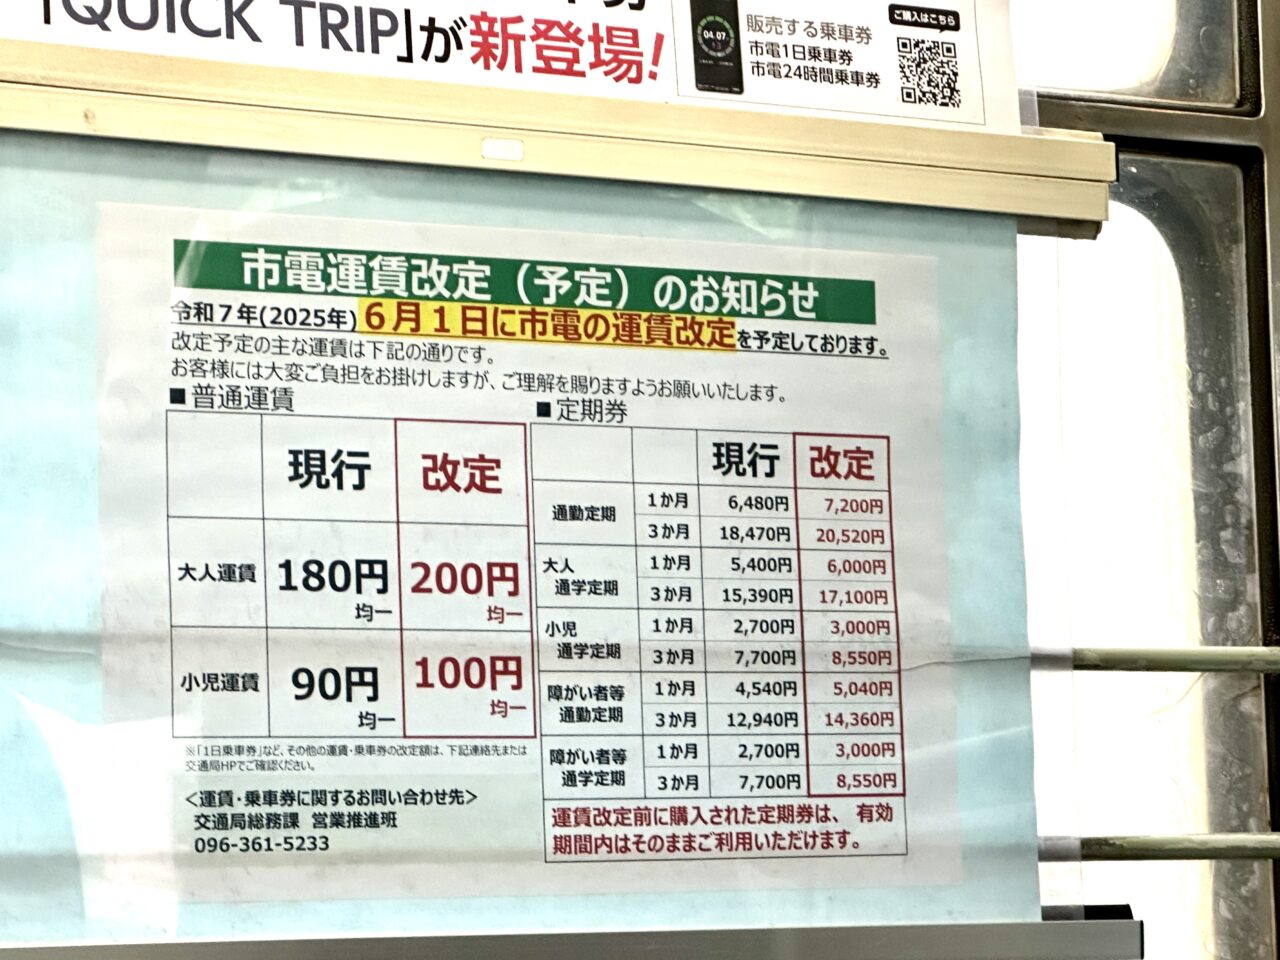 「QUICK TRIP」が新登場!
04.07
販売する乗車券
市電1日乗車券
市電24時間乗車券
ご購入はこちら
市電運賃改定（予定）のお知らせ
令和7年(2025年) 6月1日に市電の運賃改定を予定しております。
改定予定の主な運賃は下記の通りです。
お客様には大変ご負担をお掛けしますが、ご理解を賜りますようお願いいたします。
■普通運賃
現行 改定
大人運賃 180円均一 200円均一
小児運賃 90円均一 100円均一
※「1日乗車券」など、その他の運賃・乗車券の改定額は、下記連絡先または
交通局HPでご確認ください。
＜運賃・乗車券に関するお問い合わせ先＞
交通局総務課 営業推進班
096-361-5233
■定期券
現行 改定
通勤定期 1か月 6,480円 7,200円
3か月 18,470円 20,520円
大人通学定期 1か月 5,400円 6,000円
3か月 15,390円 17,100円
小児通学定期 1か月 2,700円 3,000円
3か月 7,700円 8,550円
障がい者等通勤定期 1か月 4,540円 5,040円
3か月 12,940円 14,360円
障がい者等通学定期 1か月 2,700円 3,000円
3か月 7,700円 8,550円
運賃改定前に購入された定期券は、有効
期間内はそのままご利用いただけます。